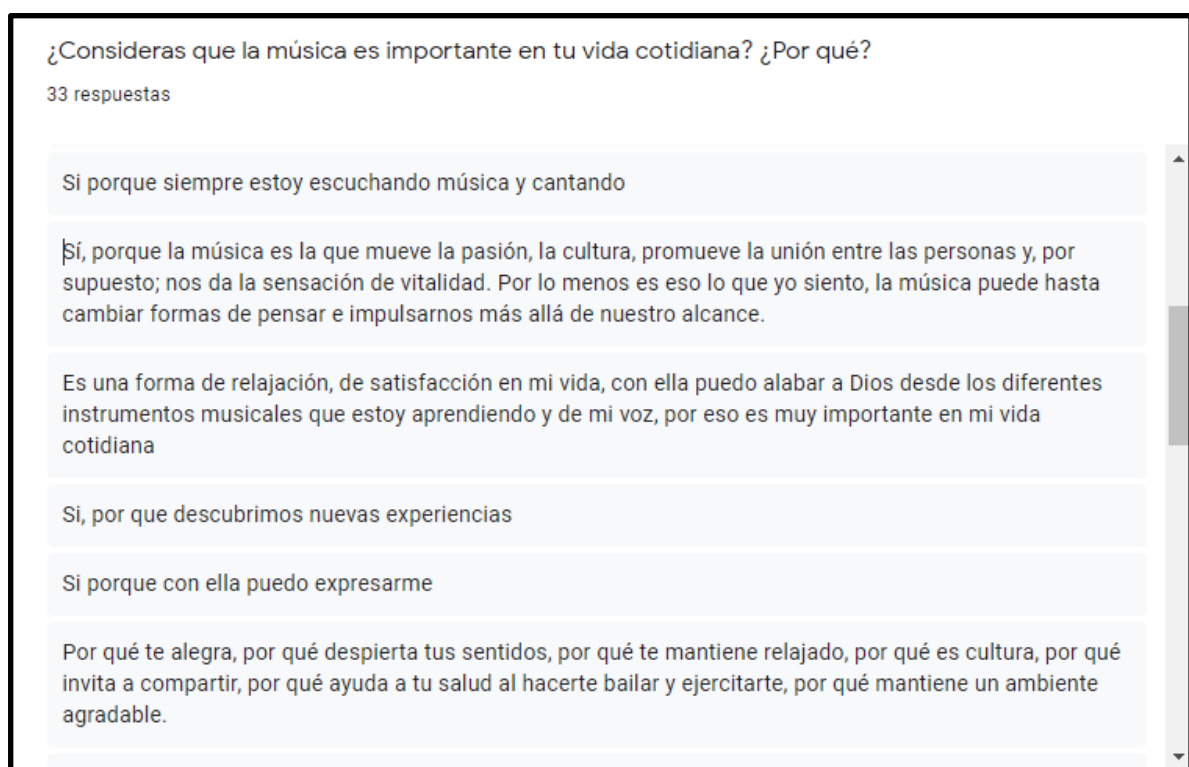 ¿Consideras que la música es importante en tu vida cotidiana? ¿Por qué?
33 respuestas
Si porque siempre estoy escuchando música y cantando
Sí, porque la música es la que mueve la pasión, la cultura, promueve la unión entre las personas y, por
supuesto; nos da la sensación de vitalidad. Por lo menos es eso lo que yo siento, la música puede hasta
cambiar formas de pensar e impulsarnos más allá de nuestro alcance.
Es una forma de relajación, de satisfacción en mi vida, con ella puedo alabar a Dios desde los diferentes
instrumentos musicales que estoy aprendiendo y de mi voz, por eso es muy importante en mi vida
cotidiana
Si, por que descubrimos nuevas experiencias
Si porque con ella puedo expresarme
Por qué te alegra, por qué despierta tus sentidos, por qué te mantiene relajado, por qué es cultura, por qué
invita a compartir, por qué ayuda a tu salud al hacerte bailar y ejercitarte, por qué mantiene un ambiente
agradable.